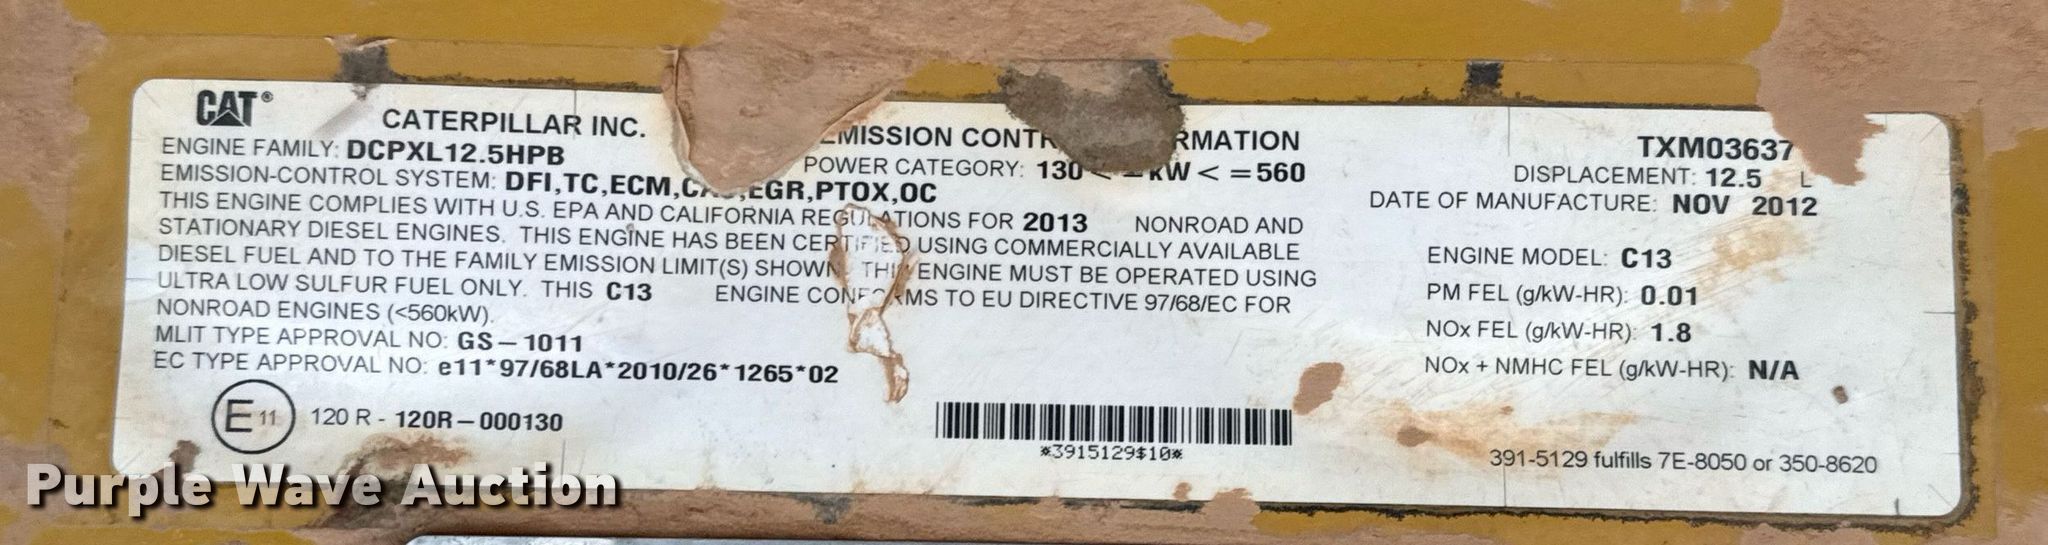 CAT®
CATERPILLAR INC. EMISSION CONTR RMATION TXM03637
ENGINE FAMILY: DCPXL12.5HPB POWER CATEGORY: 130< =kW<=560 DISPLACEMENT: 12.5 L
EMISSION-CONTROL SYSTEM: DFI,TC,ECM,CAC,EGR,PTOX,OC DATE OF MANUFACTURE: NOV 2012
THIS ENGINE COMPLIES WITH U.S. EPA AND CALIFORNIA REGULATIONS FOR 2013 NONROAD AND
STATIONARY DIESEL ENGINES. THIS ENGINE HAS BEEN CERTIFIED USING COMMERCIALLY AVAILABLE
DIESEL FUEL AND TO THE FAMILY EMISSION LIMIT(S) SHOWN. THIS ENGINE MUST BE OPERATED USING
ULTRA LOW SULFUR FUEL ONLY. THIS C13 ENGINE CONFORMS TO EU DIRECTIVE 97/68/EC FOR
NONROAD ENGINES (<560kW).
MLIT TYPE APPROVAL NO: GS-1011
EC TYPE APPROVAL NO: e11*97/68LA*2010/26*1265*02
E 11 120 R - 120R-000130
*3915129$10*
ENGINE MODEL: C13
PM FEL (g/kW-HR): 0.01
NOx FEL (g/kW-HR): 1.8
NOx + NMHC FEL (g/kW-HR): N/A
391-5129 fulfills 7E-8050 or 350-8620
Purple Wave Auction